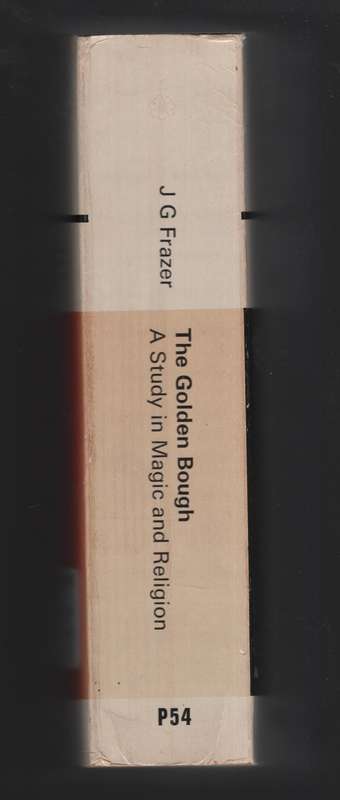 J G Frazer
The Golden Bough
A Study in Magic and Religion
P54